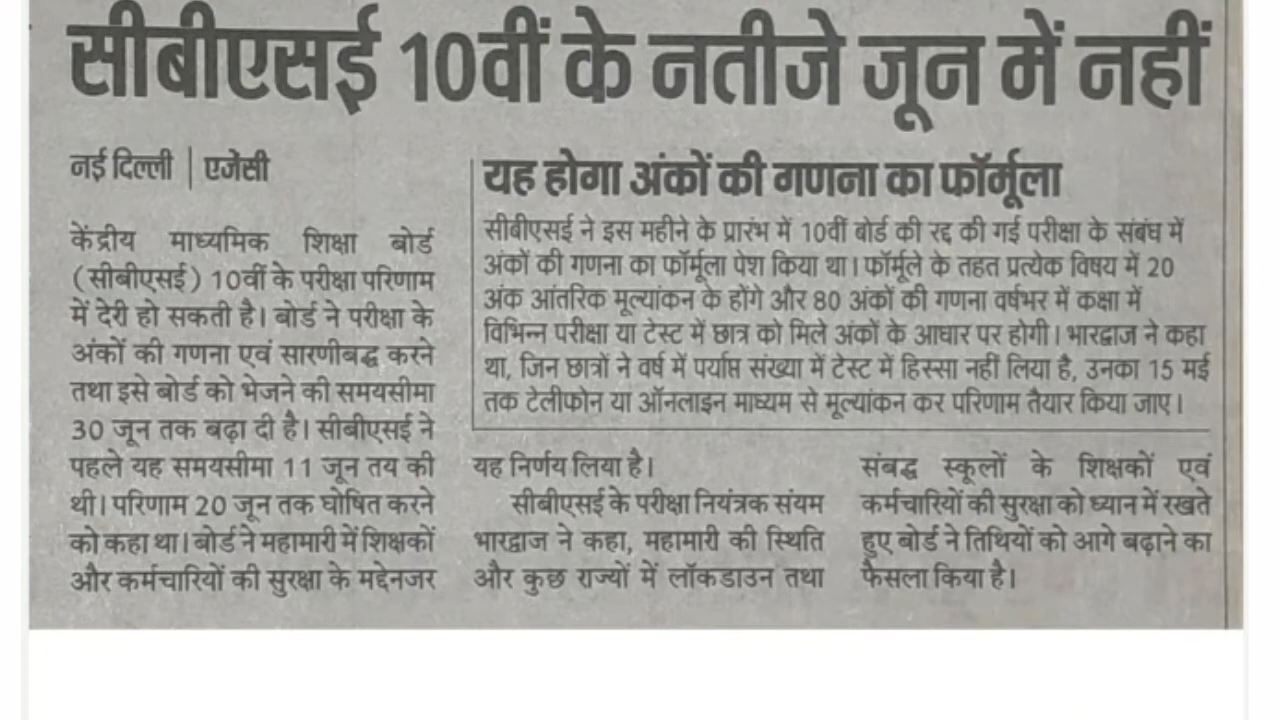 सीबीएसई 10वीं के नतीजे जून में नहीं
नई दिल्ली | एजेंसी
केंद्रीय माध्यमिक शिक्षा बोर्ड
(सीबीएसई) 10वीं के परीक्षा परिणाम
में देरी हो सकती है। बोर्ड ने परीक्षा के
अंकों की गणना एवं सारणीबद्ध करने
तथा इसे बोर्ड को भेजने की समयसीमा
30 जून तक बढ़ा दी है। सीबीएसई ने
पहले यह समयसीमा 11 जून तय की
थी। परिणाम 20 जून तक घोषित करने
को कहा था। बोर्ड ने महामारी में शिक्षकों
और कर्मचारियों की सुरक्षा के मद्देनजर
यह होगा अंकों की गणना का फॉर्मूला
सीबीएसई ने इस महीने के प्रारंभ में 10वीं बोर्ड की रद्द की गई परीक्षा के संबंध में
अंकों की गणना का फॉर्मूला पेश किया था। फॉर्मूले के तहत प्रत्येक विषय में 20
अंक आंतरिक मूल्यांकन के होंगे और 80 अंकों की गणना वर्षभर में कक्षा में
विभिन्न परीक्षा या टेस्ट में छात्र को मिले अंकों के आधार पर होगी। भारद्वाज ने कहा
था, जिन छात्रों ने वर्ष में पर्याप्त संख्या में टेस्ट में हिस्सा नहीं लिया है, उनका 15 मई
तक टेलीफोन या ऑनलाइन माध्यम से मूल्यांकन कर परिणाम तैयार किया जाए।
यह निर्णय लिया है।
सीबीएसई के परीक्षा नियंत्रक संयम
भारद्वाज ने कहा, महामारी की स्थिति
और कुछ राज्यों में लॉकडाउन तथा
संबद्ध स्कूलों के शिक्षकों एवं
कर्मचारियों की सुरक्षा को ध्यान में रखते
हुए बोर्ड ने तिथियों को आगे बढ़ाने का
फैसला किया है।